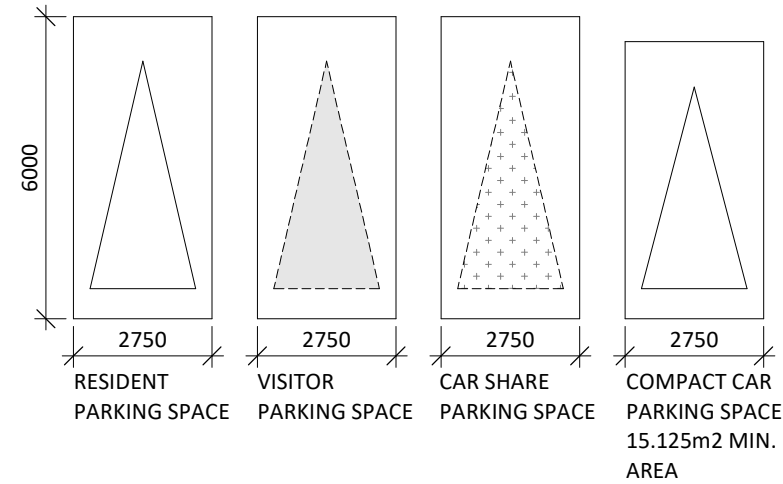 6000
2750
RESIDENT
PARKING SPACE
2750
VISITOR
PARKING SPACE
2750
CAR SHARE
PARKING SPACE
2750
COMPACT CAR
PARKING SPACE
15.125m2 MIN.
AREA